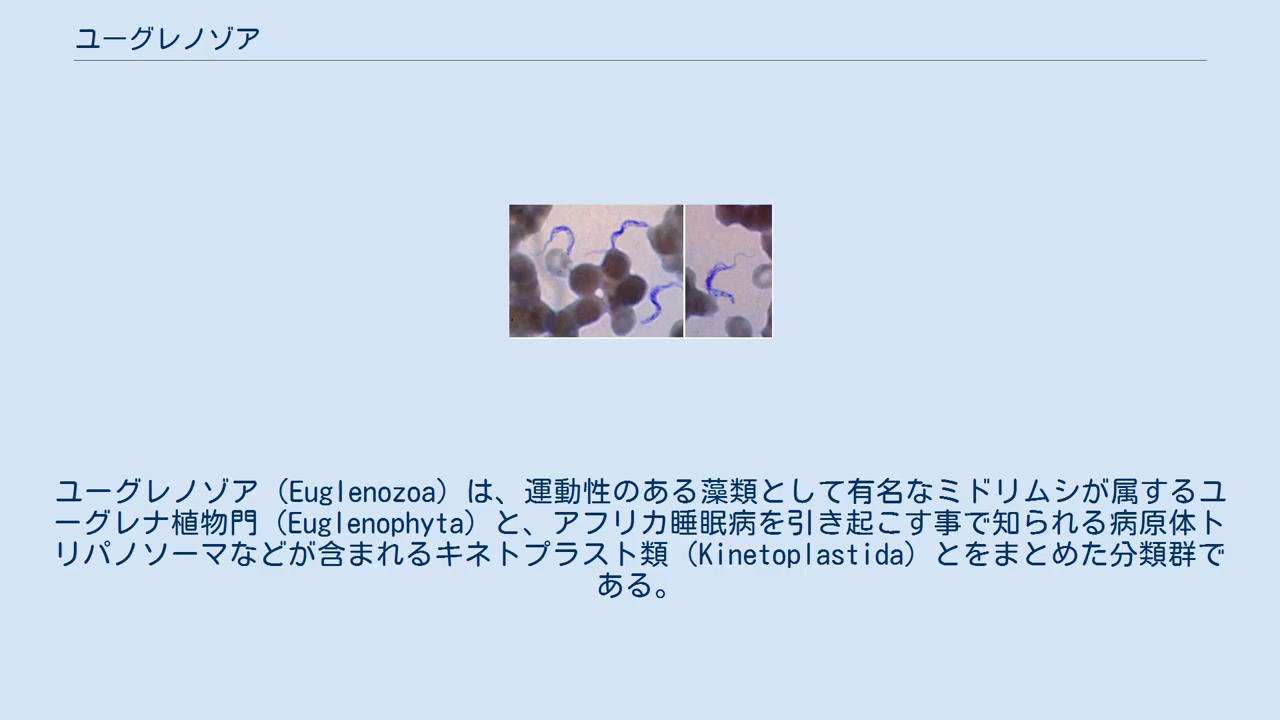 ユーグレノゾア
ユーグレノゾア（Euglenozoa）は、運動性のある藻類として有名なミドリムシが属するユ
ーグレナ植物門（Euglenophyta）と、アフリカ睡眠病を引き起こす事で知られる病原体ト
リパノソーマなどが含まれるキネトプラスト類（Kinetoplastida）とをまとめた分類群で
ある。